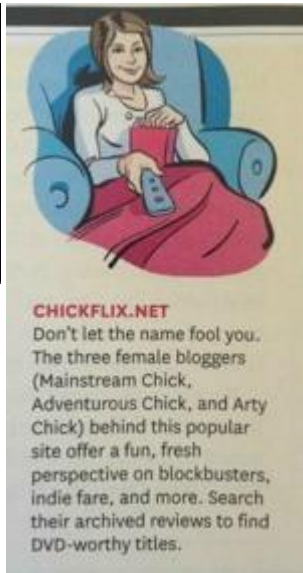 CHICKFLIX.NET
Don't let the name fool you.
The three female bloggers
(Mainstream Chick,
Adventurous Chick, and Arty
Chick) behind this popular
site offer a fun, fresh
perspective on blockbusters,
indie fare, and more. Search
their archived reviews to find
DVD-worthy titles.